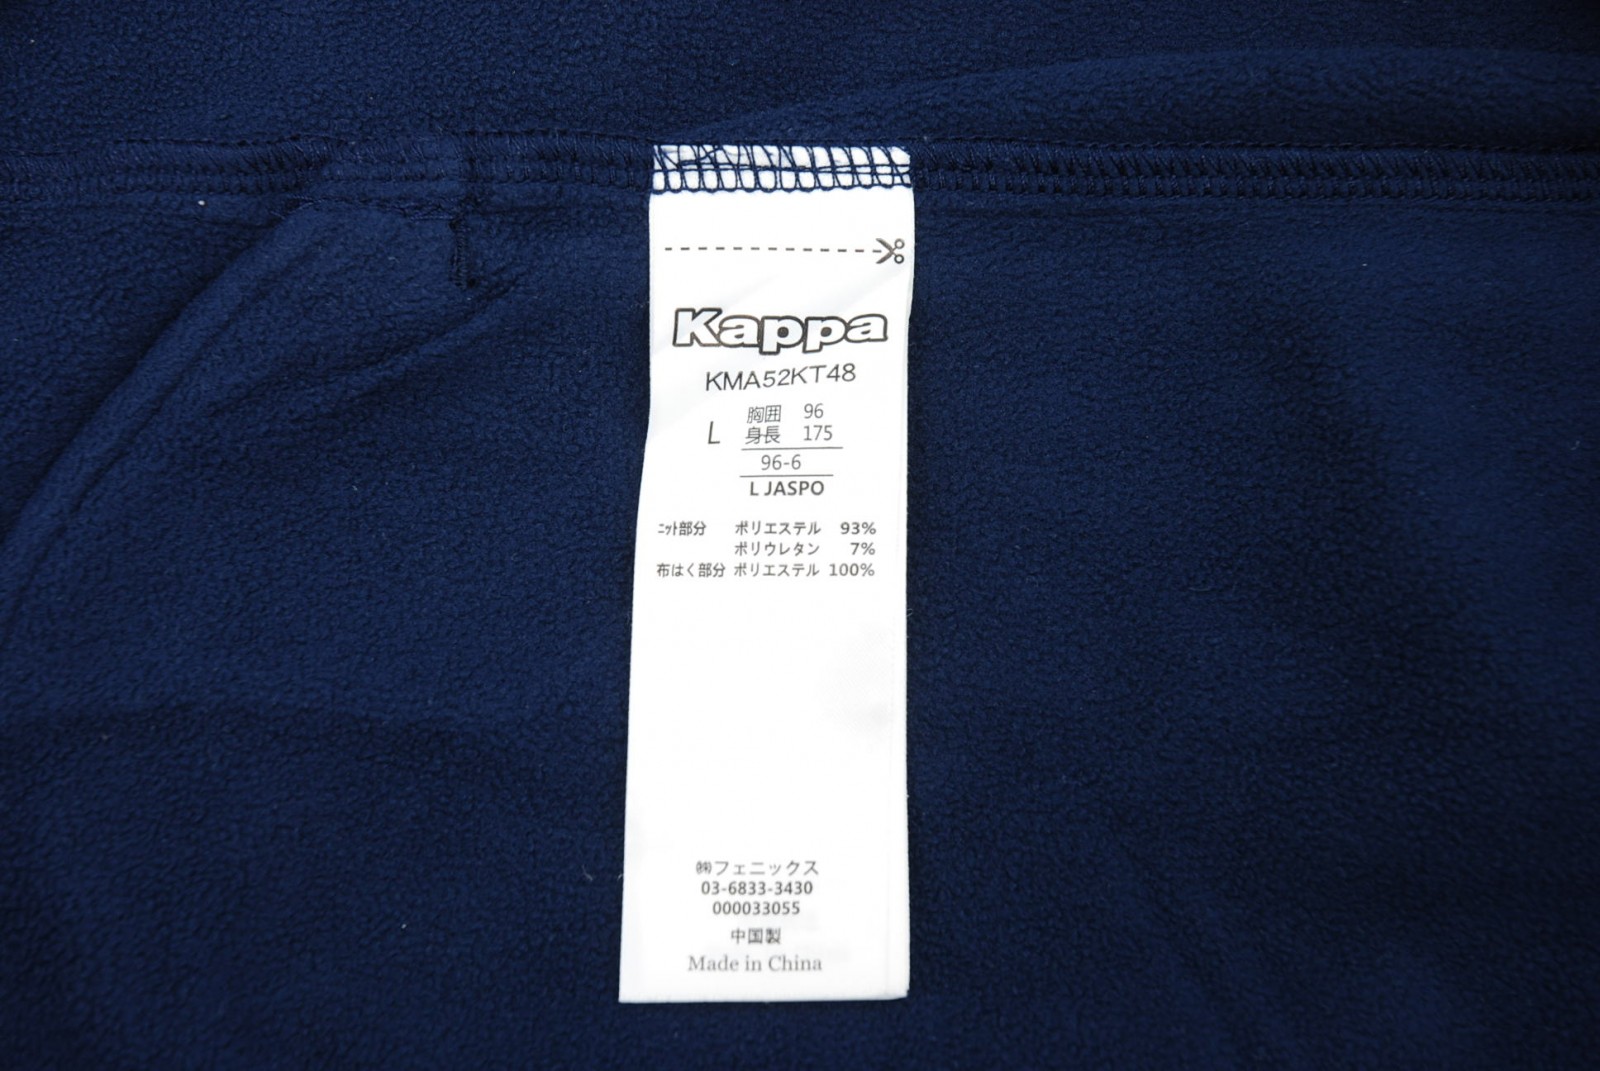 Kappa
KMA52KT48
L 胸囲 96
身長 175
96-6
L JASPO
ニット部分 ポリエステル 93%
ポリウレタン 7%
布はく部分 ポリエステル 100%
㈱フェニックス
03-6833-3430
000033055
中国製
Made in China